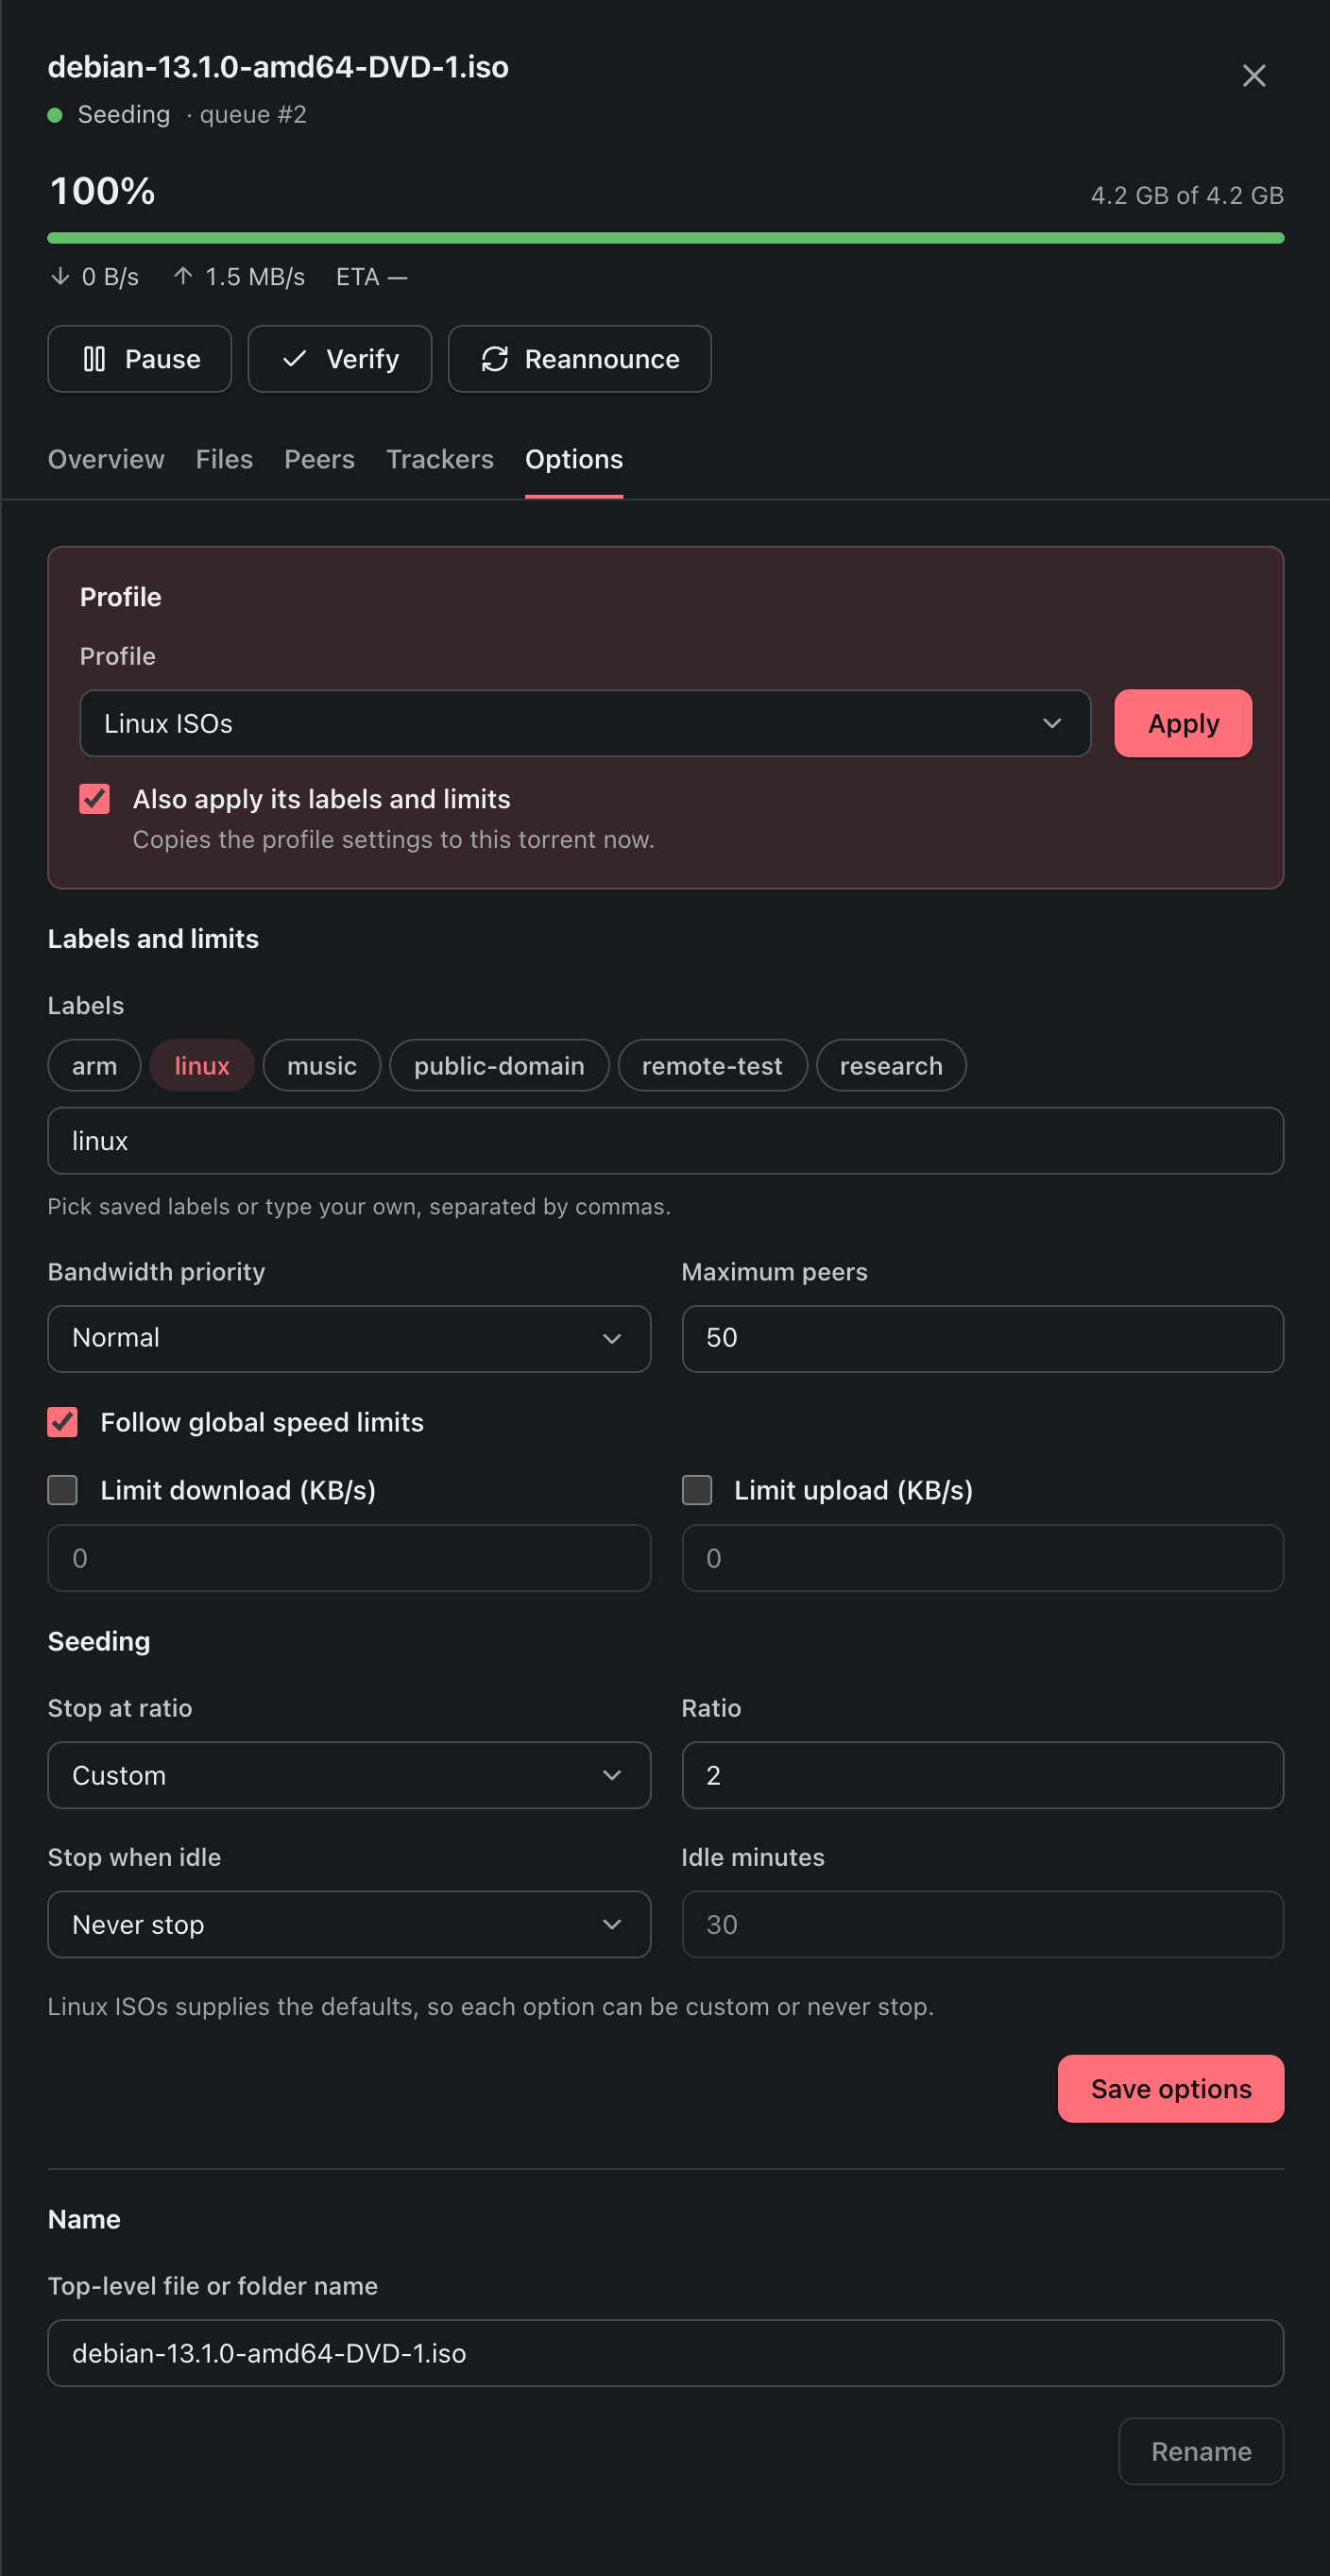 debian-13.1.0-amd64-DVD-1.iso
Seeding · queue #2
100%
4.2 GB of 4.2 GB
↓ 0 B/s ↑ 1.5 MB/s ETA —
Pause Verify Reannounce
Overview Files Peers Trackers Options
Profile
Profile
Linux ISOs
Apply
Also apply its labels and limits
Copies the profile settings to this torrent now.
Labels and limits
Labels
arm linux music public-domain remote-test research
linux
Pick saved labels or type your own, separated by commas.
Bandwidth priority Maximum peers
Normal 50
Follow global speed limits
Limit download (KB/s) Limit upload (KB/s)
0 0
Seeding
Stop at ratio Ratio
Custom 2
Stop when idle Idle minutes
Never stop 30
Linux ISOs supplies the defaults, so each option can be custom or never stop.
Save options
Name
Top-level file or folder name
debian-13.1.0-amd64-DVD-1.iso
Rename